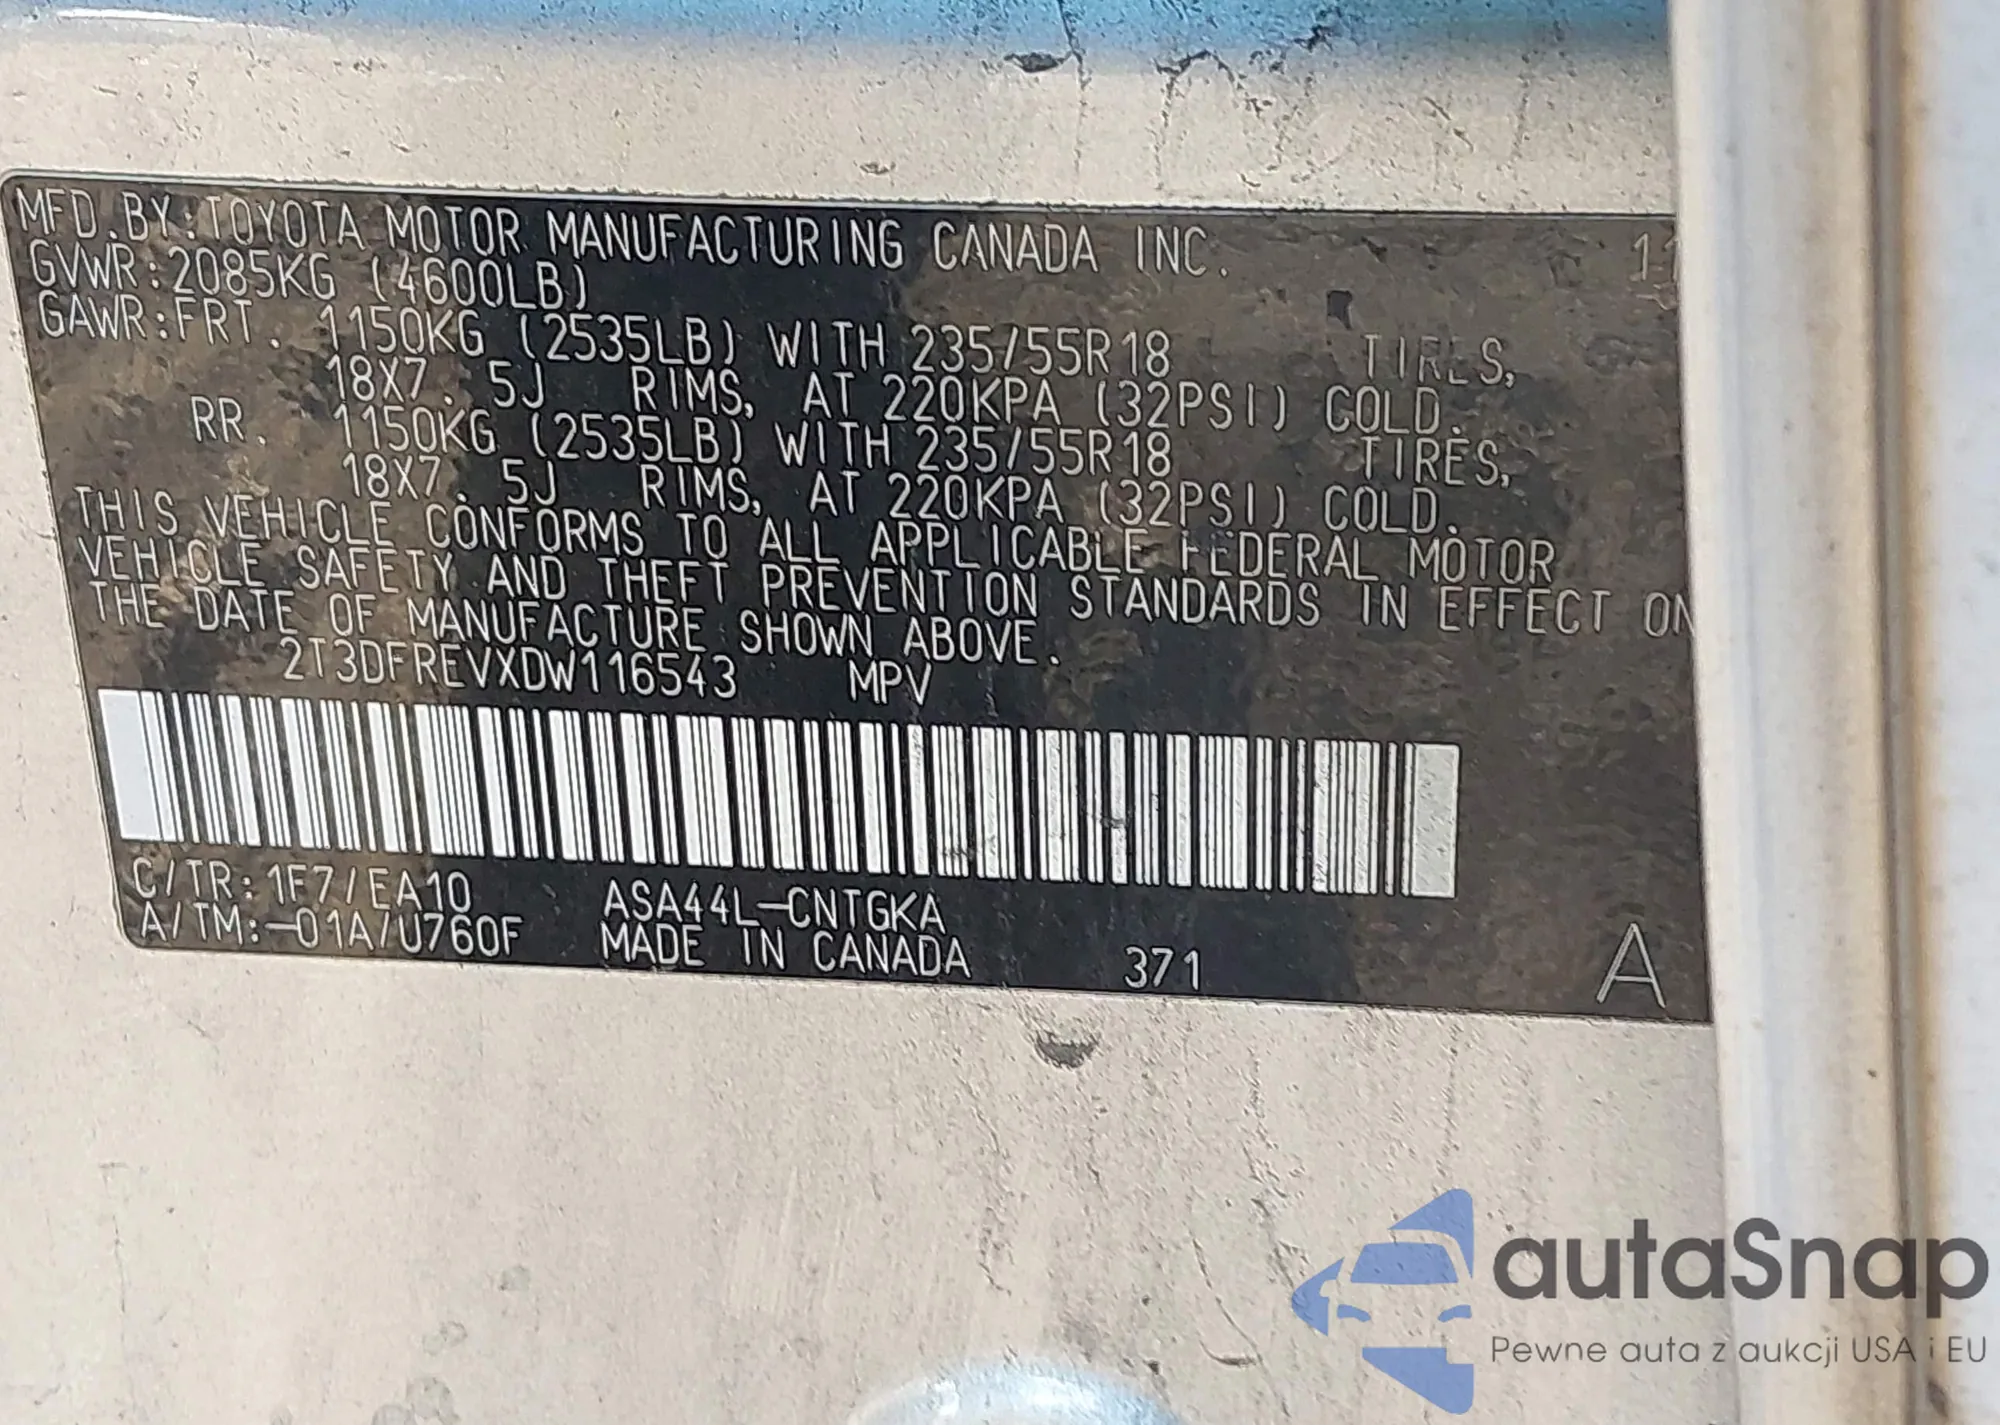 MFD.BY:TOYOTA MOTOR MANUFACTURING CANADA INC. 11
GVWR:2085KG (4600LB)
GAWR:FRT. 1150KG (2535LB) WITH 235/55R18 TIRES,
18X7.5J RIMS, AT 220KPA (32PSI) COLD.
RR. 1150KG (2535LB) WITH 235/55R18 TIRES,
18X7.5J RIMS, AT 220KPA (32PSI) COLD.
THIS VEHICLE CONFORMS TO ALL APPLICABLE FEDERAL MOTOR
VEHICLE SAFETY AND THEFT PREVENTION STANDARDS IN EFFECT ON
THE DATE OF MANUFACTURE SHOWN ABOVE.
2T3DFREVXDW116543 MPV
C/TR:1F7/EA10 ASA44L-CNTGKA
A/TM:-01A/U760F MADE IN CANADA 371 A
autaSnap
Pewne auta z aukcji USA i EU